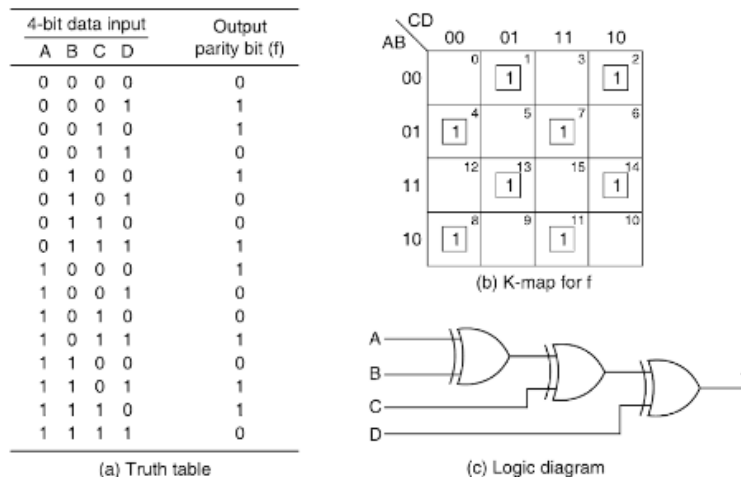 4-bit data input Output
A B C D parity bit (f)
0 0 0 0 0
0 0 0 1 1
0 0 1 0 1
0 0 1 1 0
0 1 0 0 1
0 1 0 1 0
0 1 1 0 0
0 1 1 1 1
1 0 0 0 1
1 0 0 1 0
1 0 1 0 0
1 0 1 1 1
1 1 0 0 0
1 1 0 1 1
1 1 1 0 1
1 1 1 1 0
(a) Truth table
CD
AB 00 01 11 10
0 1 3 2
00 1 1
4 5 7 6
01 1 1
12 13 15 14
11 1 1
8 9 11 10
10 1 1
(b) K-map for f
A
B
C
D
(c) Logic diagram